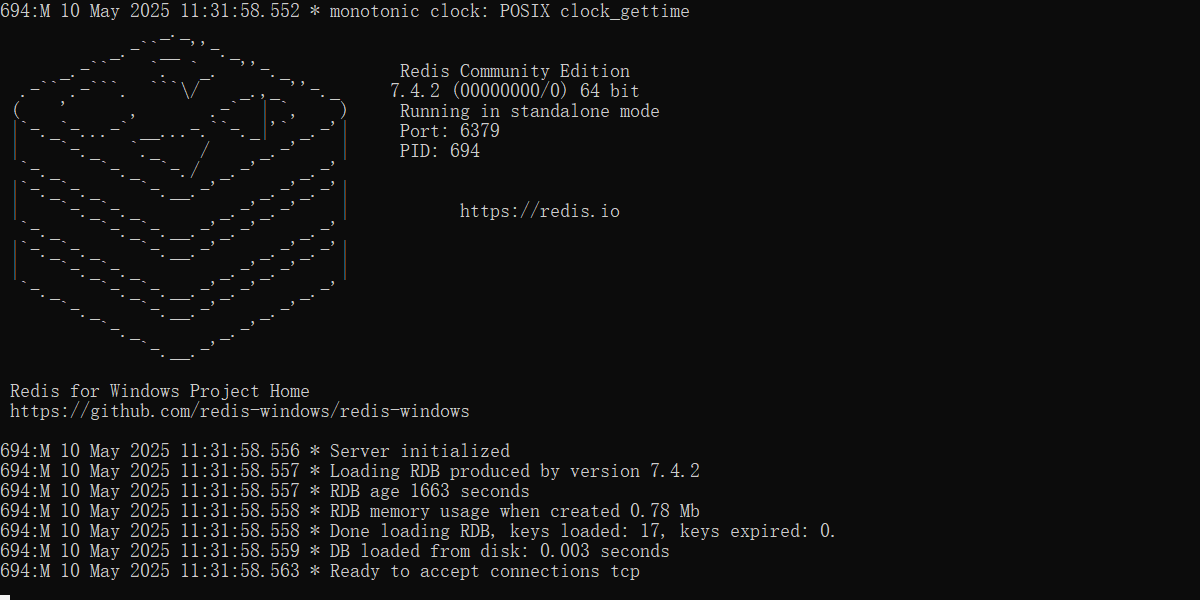 694:M 10 May 2025 11:31:58.552 * monotonic clock: POSIX clock_gettime
Redis Community Edition
7.4.2 (00000000/0) 64 bit
Running in standalone mode
Port: 6379
PID: 694
https://redis.io
Redis for Windows Project Home
https://github.com/redis-windows/redis-windows
694:M 10 May 2025 11:31:58.556 * Server initialized
694:M 10 May 2025 11:31:58.557 * Loading RDB produced by version 7.4.2
694:M 10 May 2025 11:31:58.557 * RDB age 1663 seconds
694:M 10 May 2025 11:31:58.558 * RDB memory usage when created 0.78 Mb
694:M 10 May 2025 11:31:58.558 * Done loading RDB, keys loaded: 17, keys expired: 0.
694:M 10 May 2025 11:31:58.559 * DB loaded from disk: 0.003 seconds
694:M 10 May 2025 11:31:58.563 * Ready to accept connections tcp